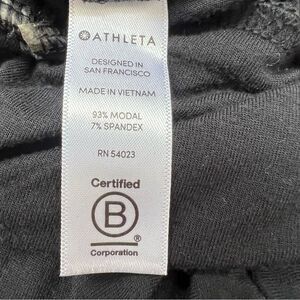 ATHLETA
DESIGNED IN
SAN FRANCISCO
MADE IN VIETNAM
93% MODAL
7% SPANDEX
RN 54023
Certified
B
Corporation